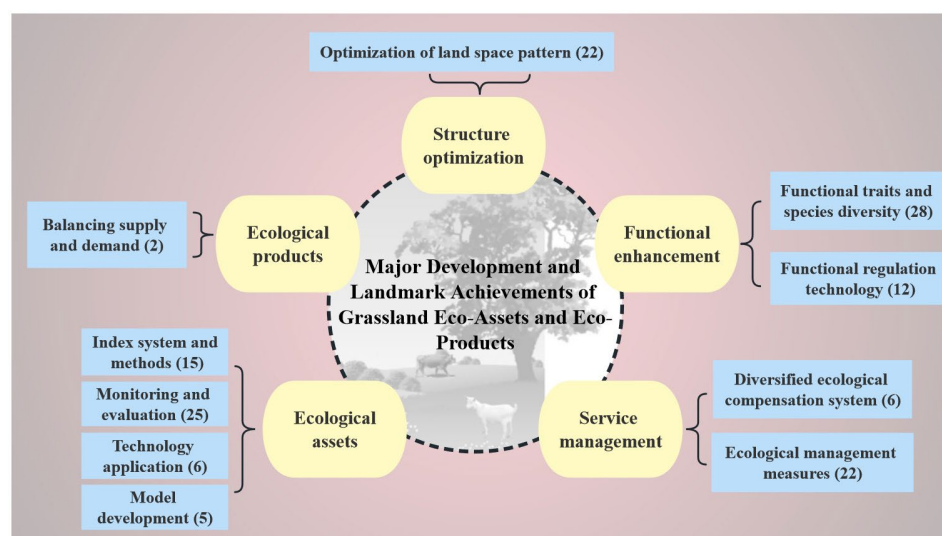 Optimization of land space pattern (22)
Structure
optimization
Functional traits and
species diversity (28)
Balancing supply
and demand (2)
Ecological
products
Functional
enhancement
Functional regulation
technology (12)
Major Development and
Landmark Achievements of
Grassland Eco-Assets and Eco-
Products
Index system and
methods (15)
Monitoring and
evaluation (25)
Technology
application (6)
Model
development (5)
Ecological
assets
Service
management
Diversified ecological
compensation system (6)
Ecological management
measures (22)